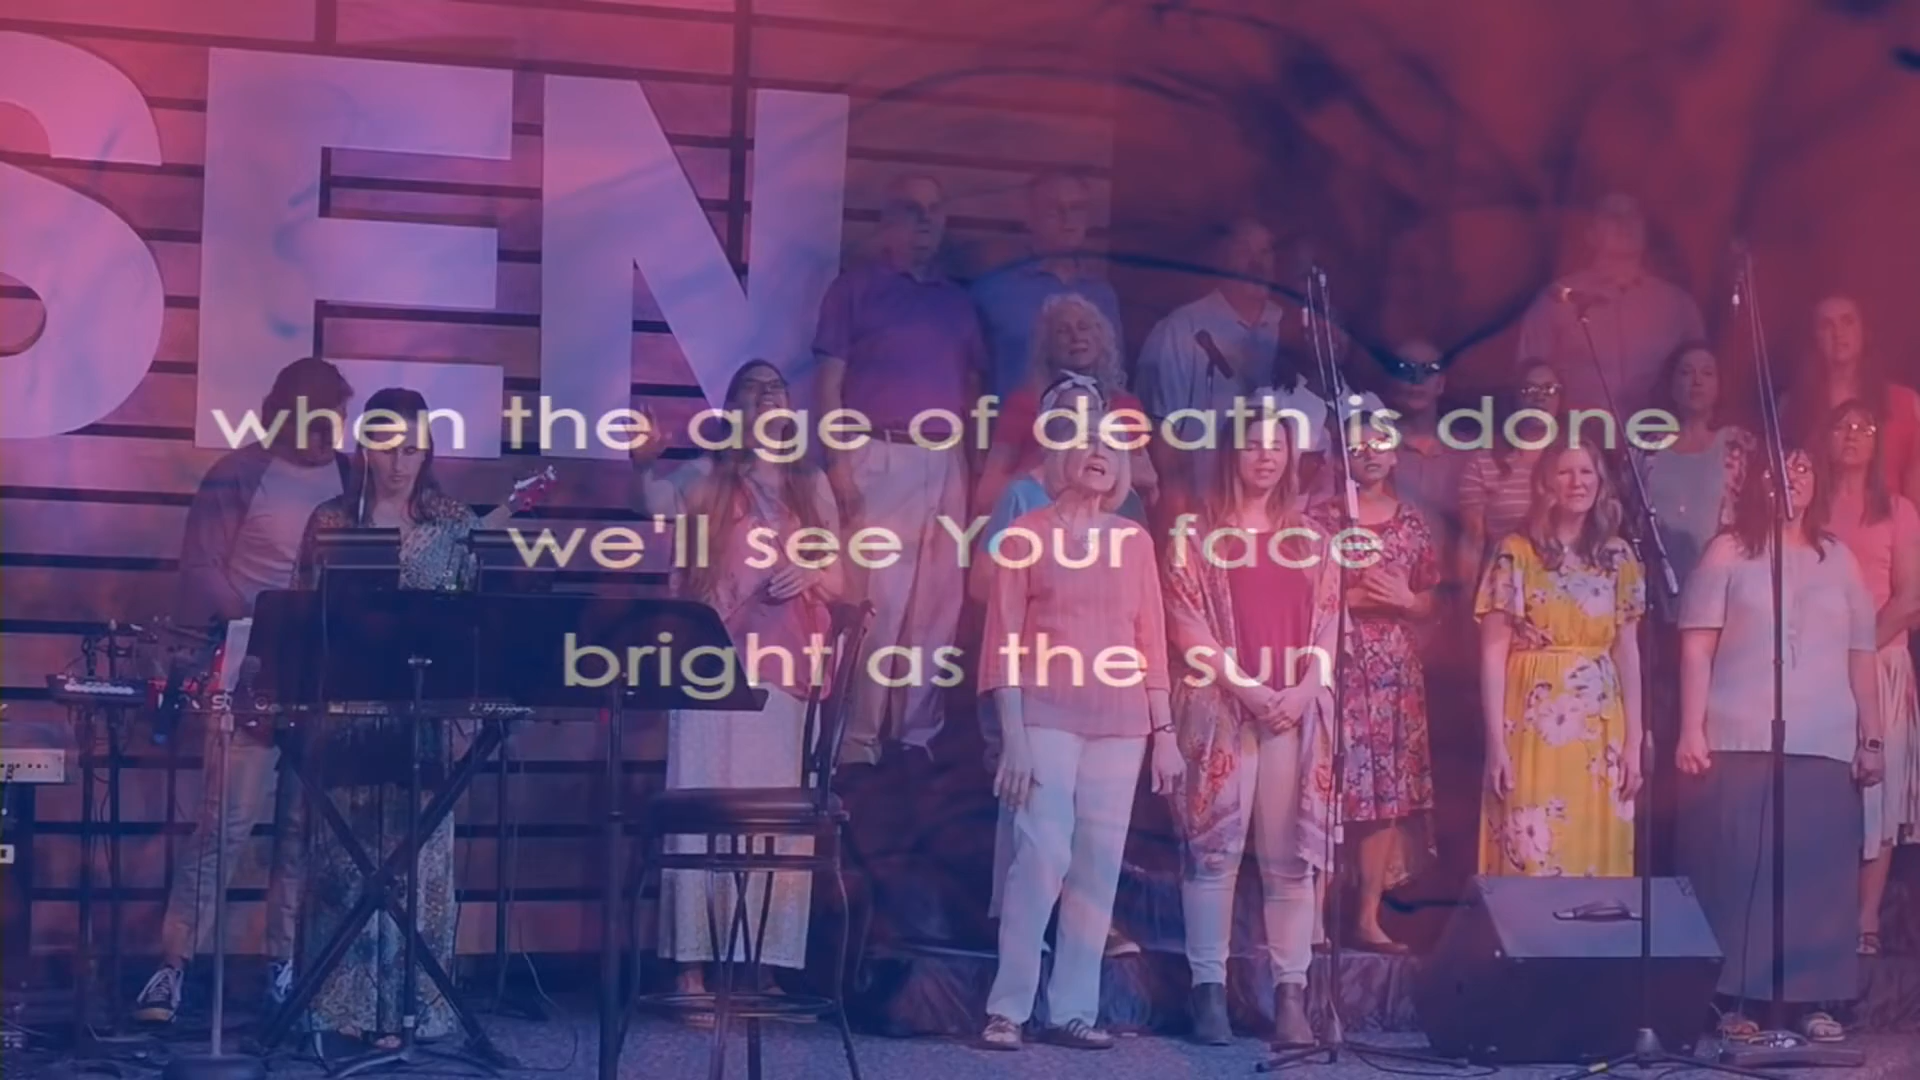 SEN
when the age of death is done
we'll see Your face
bright as the sun